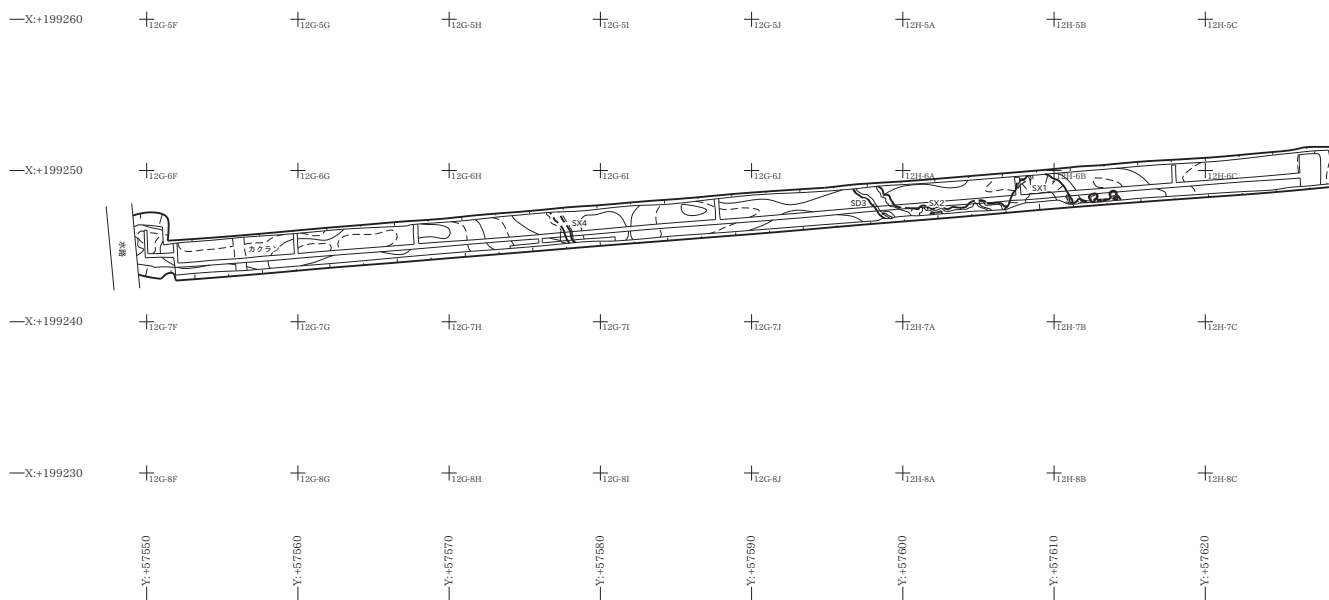 X:+199260
12G-5F 12G-5G 12G-5H 12G-5I 12G-5J 12H-5A 12H-5B 12H-5C
X:+199250
12G-6F 12G-6G 12G-6H 12G-6I 12G-6J 12H-6A 12H-6B 12H-6C
SX1
SD3 SX2
SX4
水路 カクラン
X:+199240
12G-7F 12G-7G 12G-7H 12G-7I 12G-7J 12H-7A 12H-7B 12H-7C
X:+199230
12G-8F 12G-8G 12G-8H 12G-8I 12G-8J 12H-8A 12H-8B 12H-8C
Y:+57550 Y:+57560 Y:+57570 Y:+57580 Y:+57590 Y:+57600 Y:+57610 Y:+57620